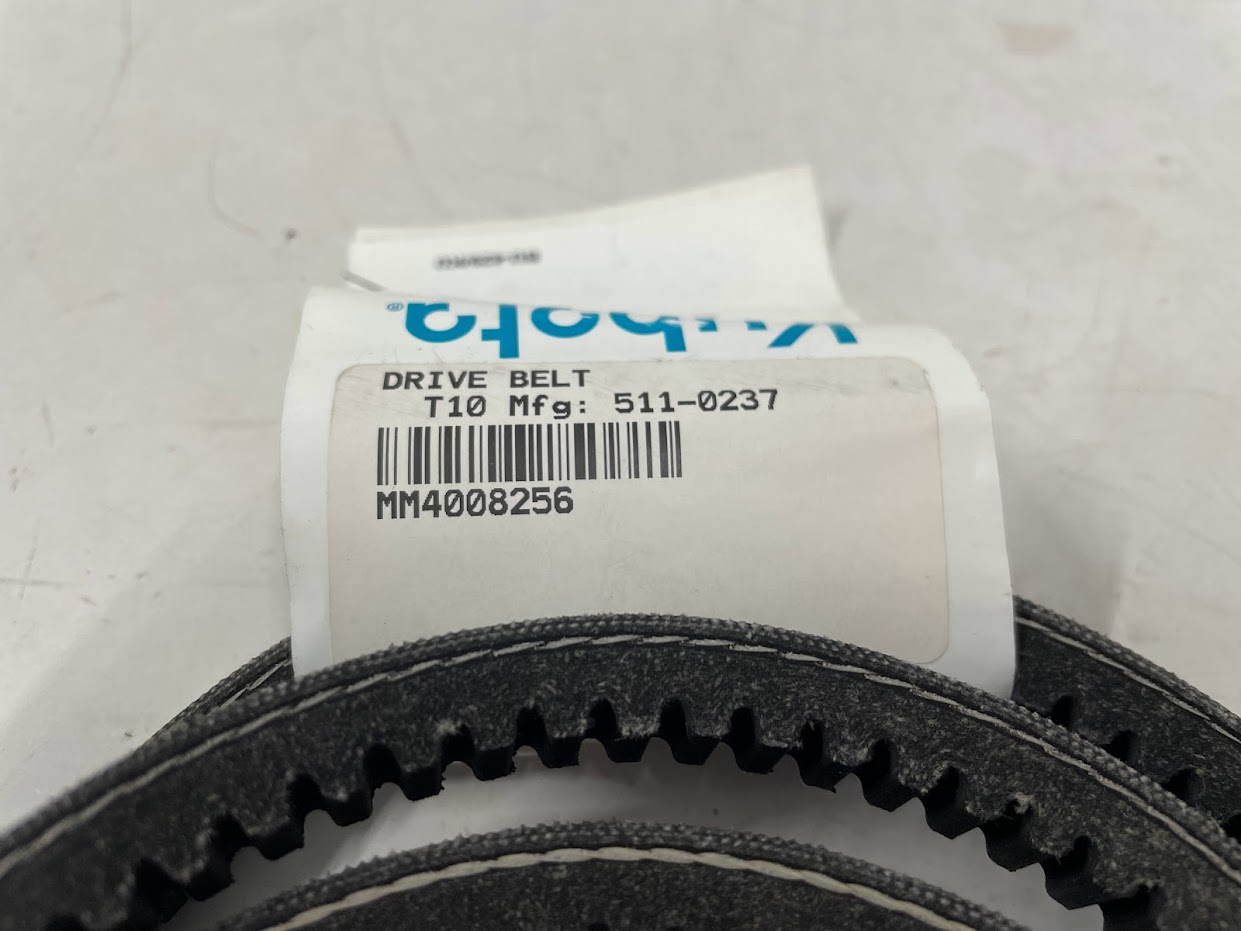 Kubota®
DRIVE BELT
T10 Mfg: 511-0237
MM4008256